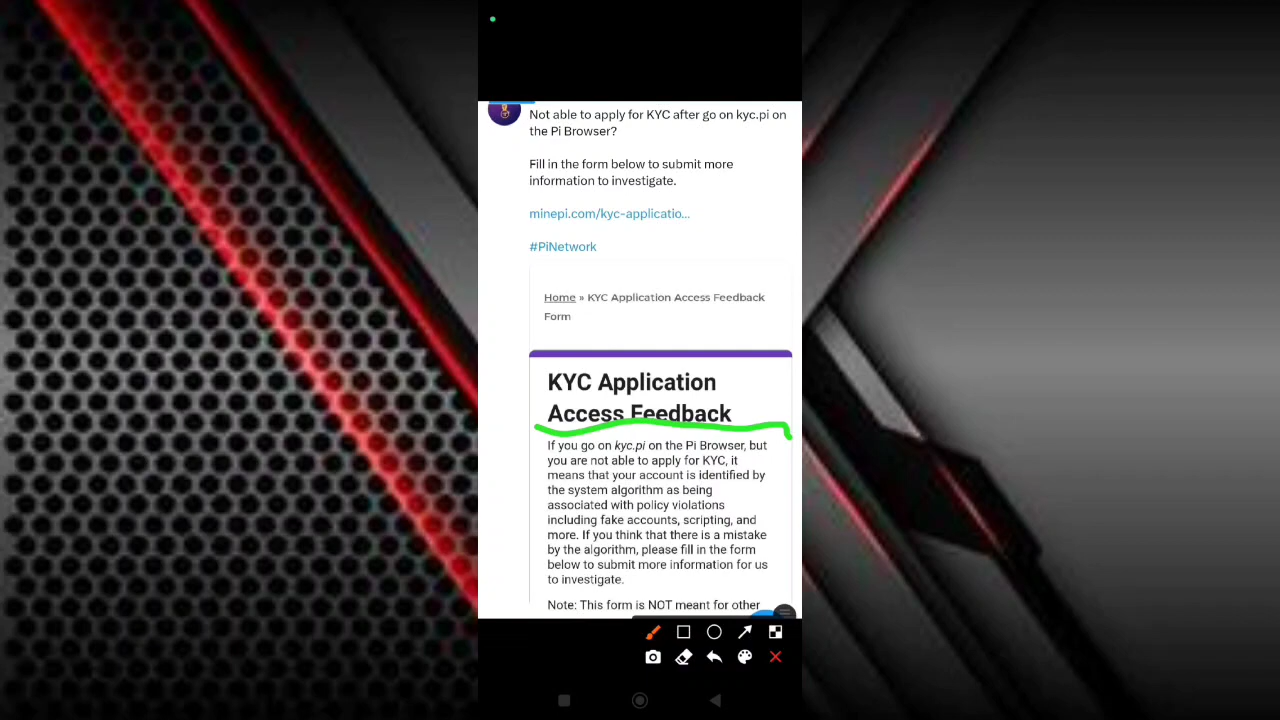 Not able to apply for KYC after go on kyc.pi on
the Pi Browser?
Fill in the form below to submit more
information to investigate.
minepi.com/kyc-applicatio...
#PiNetwork
Home » KYC Application Access Feedback
Form
KYC Application
Access Feedback
If you go on kyc.pi on the Pi Browser, but
you are not able to apply for KYC, it
means that your account is identified by
the system algorithm as being
associated with policy violations
including fake accounts, scripting, and
more. If you think that there is a mistake
by the algorithm, please fill in the form
below to submit more information for us
to investigate.
Note: This form is NOT meant for other